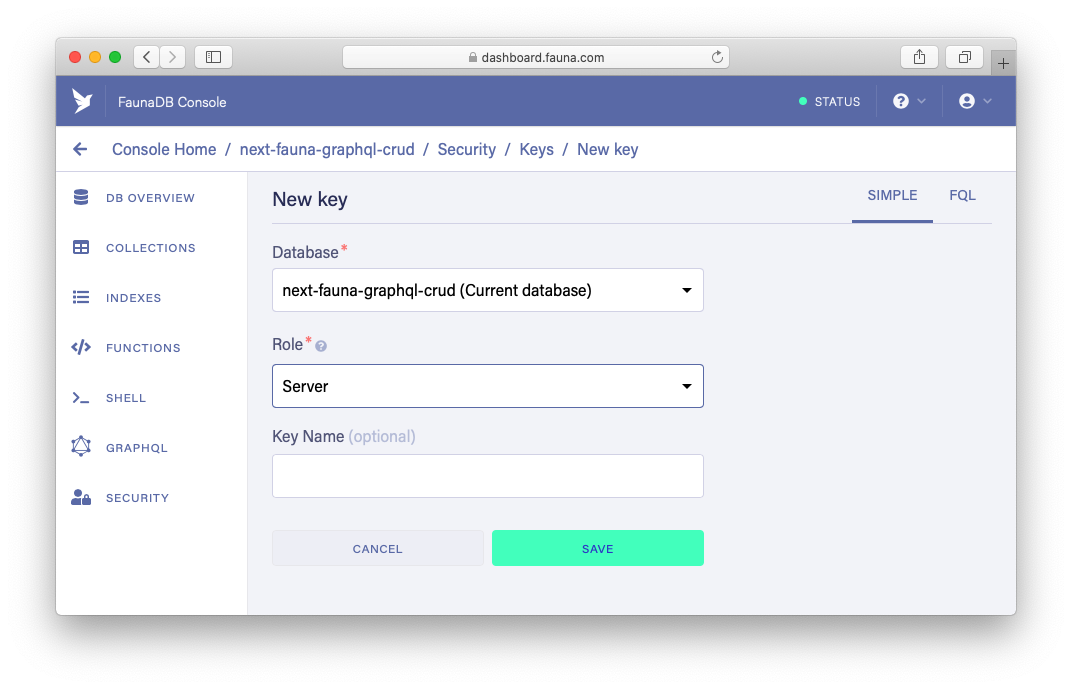 dashboard.fauna.com
FaunaDB Console
STATUS
?
Console Home / next-fauna-graphql-crud / Security / Keys / New key
DB OVERVIEW
COLLECTIONS
INDEXES
FUNCTIONS
SHELL
GRAPHQL
SECURITY
New key
SIMPLE
FQL
Database*
next-fauna-graphql-crud (Current database)
Role* ?
Server
Key Name (optional)
CANCEL
SAVE